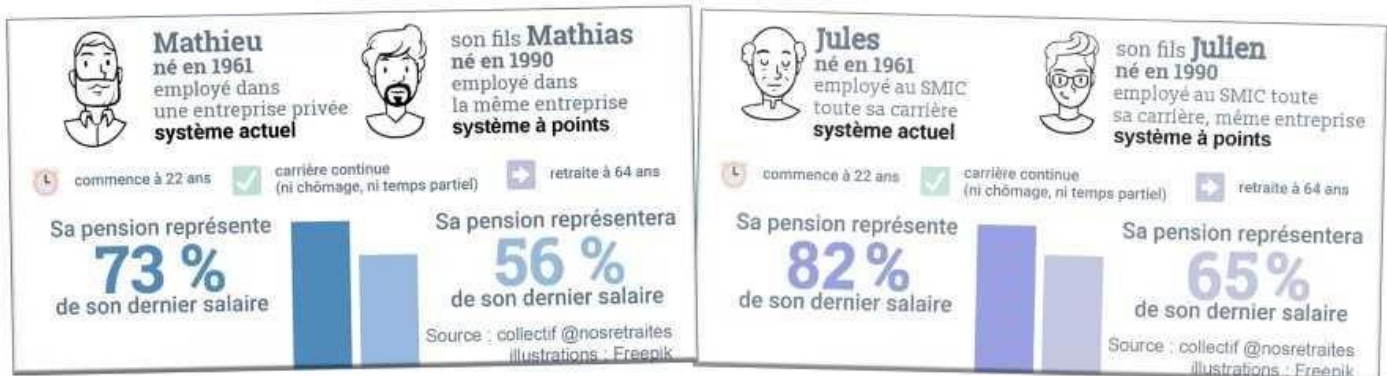 Mathieu
né en 1961
employé dans
une entreprise privée
système actuel
son fils Mathias
né en 1990
employé dans
la même entreprise
système à points
commence à 22 ans
carrière continue
(ni chômage, ni temps partiel)
retraite à 64 ans
Sa pension représente
73 %
de son dernier salaire
Sa pension représentera
56 %
de son dernier salaire
Source : collectif @nosretraites
illustrations : Freepik
Jules
né en 1961
employé au SMIC
toute sa carrière
système actuel
son fils Julien
né en 1990
employé au SMIC toute
sa carrière, même entreprise
système à points
commence à 22 ans
carrière continue
(ni chômage, ni temps partiel)
retraite à 64 ans
Sa pension représente
82 %
de son dernier salaire
Sa pension représentera
65 %
de son dernier salaire
Source : collectif @nosretraites
illustrations : Freepik